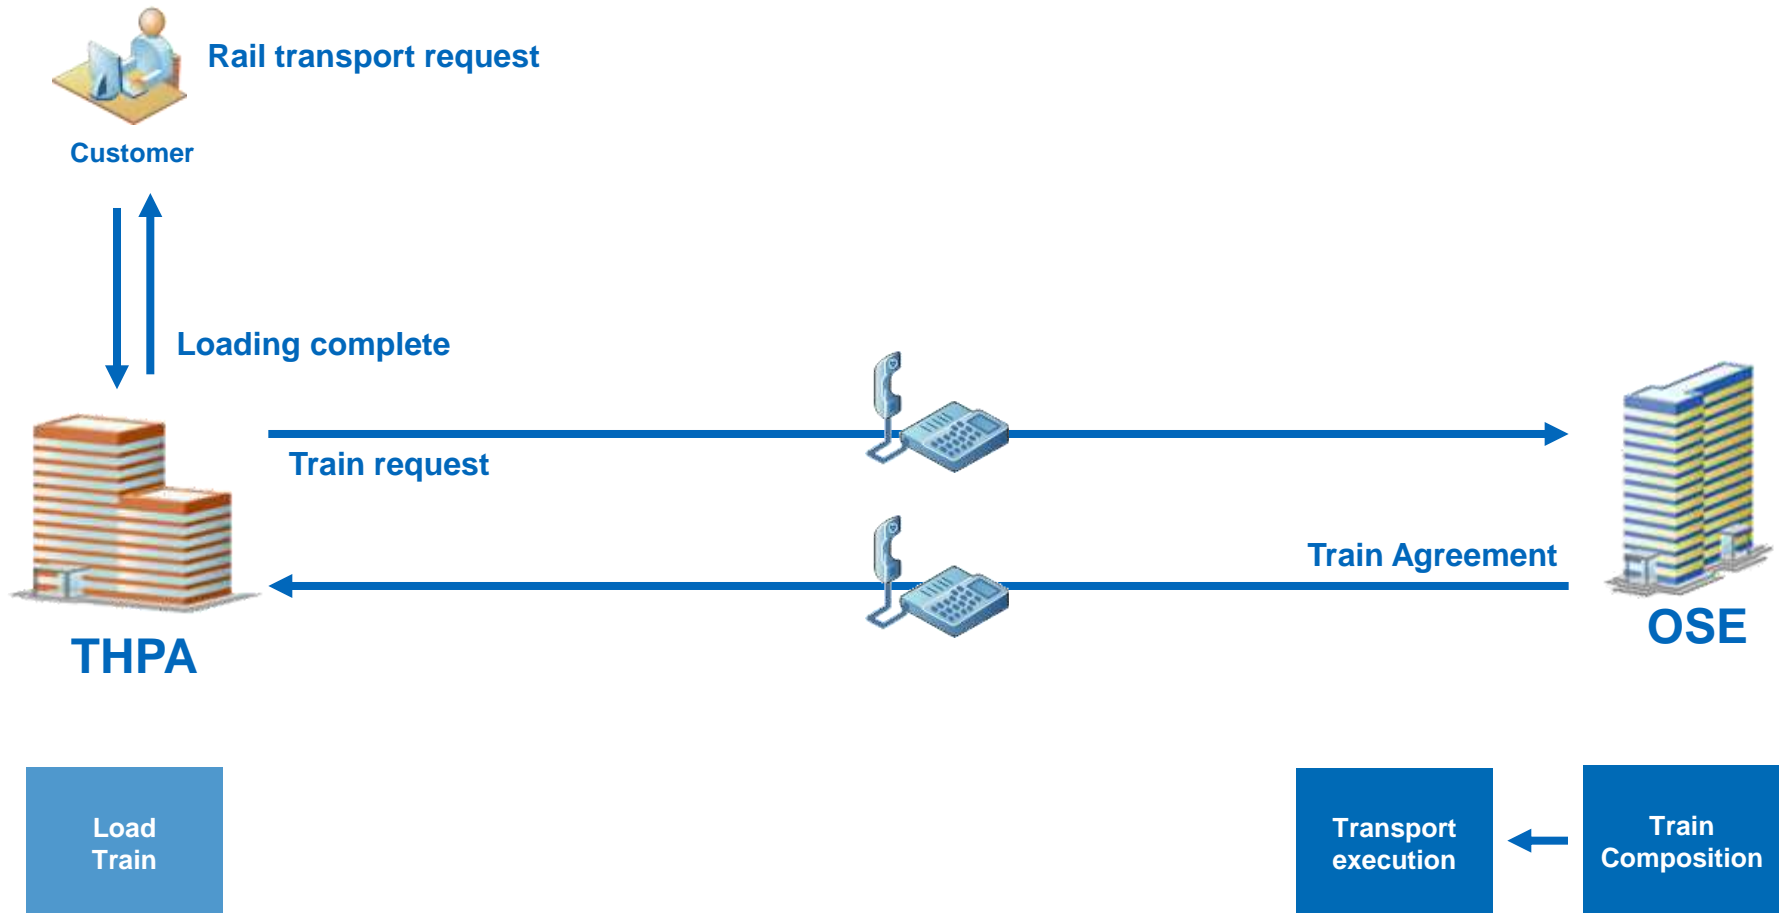 Rail transport request
Customer
Loading complete
Train request
Train Agreement
THPA
OSE
Load
Train
Transport
execution
Train
Composition